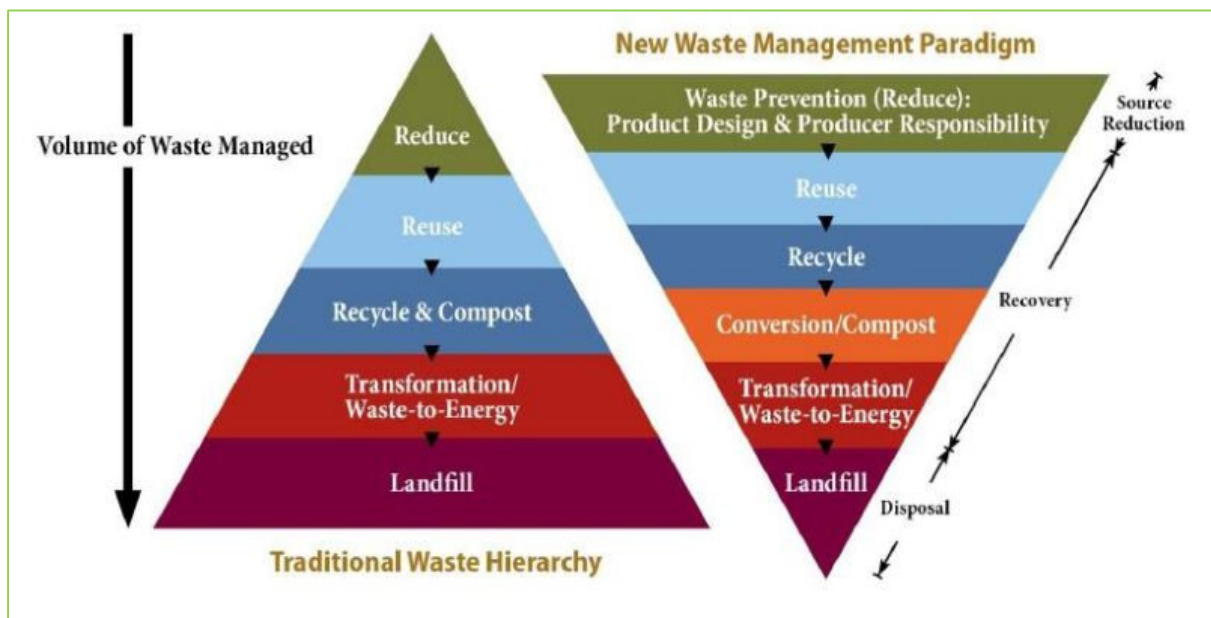 Volume of Waste Managed
Reduce
Reuse
Recycle & Compost
Transformation/
Waste-to-Energy
Landfill
Traditional Waste Hierarchy
New Waste Management Paradigm
Waste Prevention (Reduce):
Product Design & Producer Responsibility
Reuse
Recycle
Conversion/Compost
Transformation/
Waste-to-Energy
Landfill
Source
Reduction
Recovery
Disposal